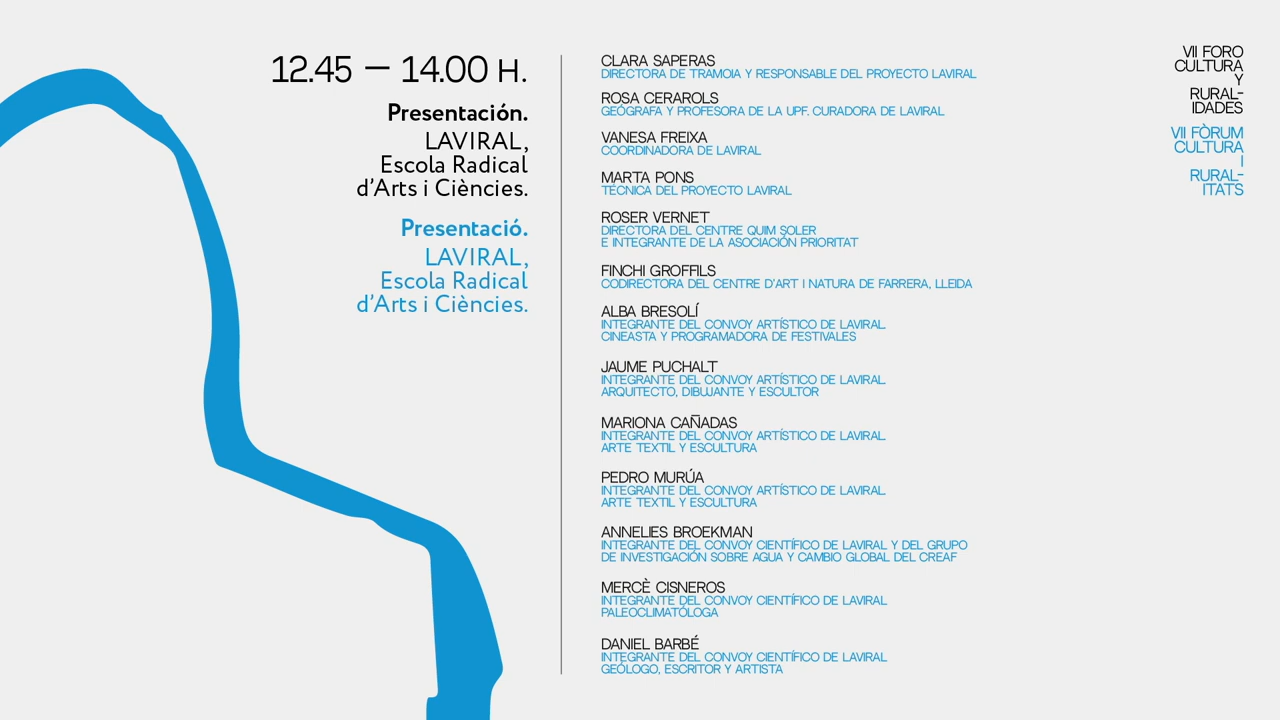 12.45 — 14.00 H.
Presentación.
LAVIRAL,
Escola Radical
d'Arts i Ciències.
Presentació.
LAVIRAL,
Escola Radical
d'Arts i Ciències.
CLARA SAPERAS
DIRECTORA DE TRAMOIA Y RESPONSABLE DEL PROYECTO LAVIRAL
ROSA CERAROLS
GEÓGRAFA Y PROFESORA DE LA UPF. CURADORA DE LAVIRAL
VANESA FREIXA
COORDINADORA DE LAVIRAL
MARTA PONS
TÉCNICA DEL PROYECTO LAVIRAL
ROSER VERNET
DIRECTORA DEL CENTRE QUIM SOLER
E INTEGRANTE DE LA ASOCIACIÓN PRIORITAT
FINCHI GROFFILS
CODIRECTORA DEL CENTRE D'ART I NATURA DE FARRERA, LLEIDA
ALBA BRESOLÍ
INTEGRANTE DEL CONVOY ARTÍSTICO DE LAVIRAL.
CINEASTA Y PROGRAMADORA DE FESTIVALES
JAUME PUCHALT
INTEGRANTE DEL CONVOY ARTÍSTICO DE LAVIRAL.
ARQUITECTO, DIBUJANTE Y ESCULTOR
MARIONA CAÑADAS
INTEGRANTE DEL CONVOY ARTÍSTICO DE LAVIRAL.
ARTE TEXTIL Y ESCULTURA
PEDRO MURÚA
INTEGRANTE DEL CONVOY ARTÍSTICO DE LAVIRAL.
ARTE TEXTIL Y ESCULTURA
ANNELIES BROEKMAN
INTEGRANTE DEL CONVOY CIENTÍFICO DE LAVIRAL Y DEL GRUPO
DE INVESTIGACIÓN SOBRE AGUA Y CAMBIO GLOBAL DEL CREAF
MERCÈ CISNEROS
INTEGRANTE DEL CONVOY CIENTÍFICO DE LAVIRAL
PALEOCLIMATÓLOGA
DANIEL BARBÉ
INTEGRANTE DEL CONVOY CIENTÍFICO DE LAVIRAL
GEÓLOGO, ESCRITOR Y ARTISTA
VII FORO
CULTURA
Y
RURAL-
IDADES
VII FÒRUM
CULTURA
I
RURAL-
ITATS